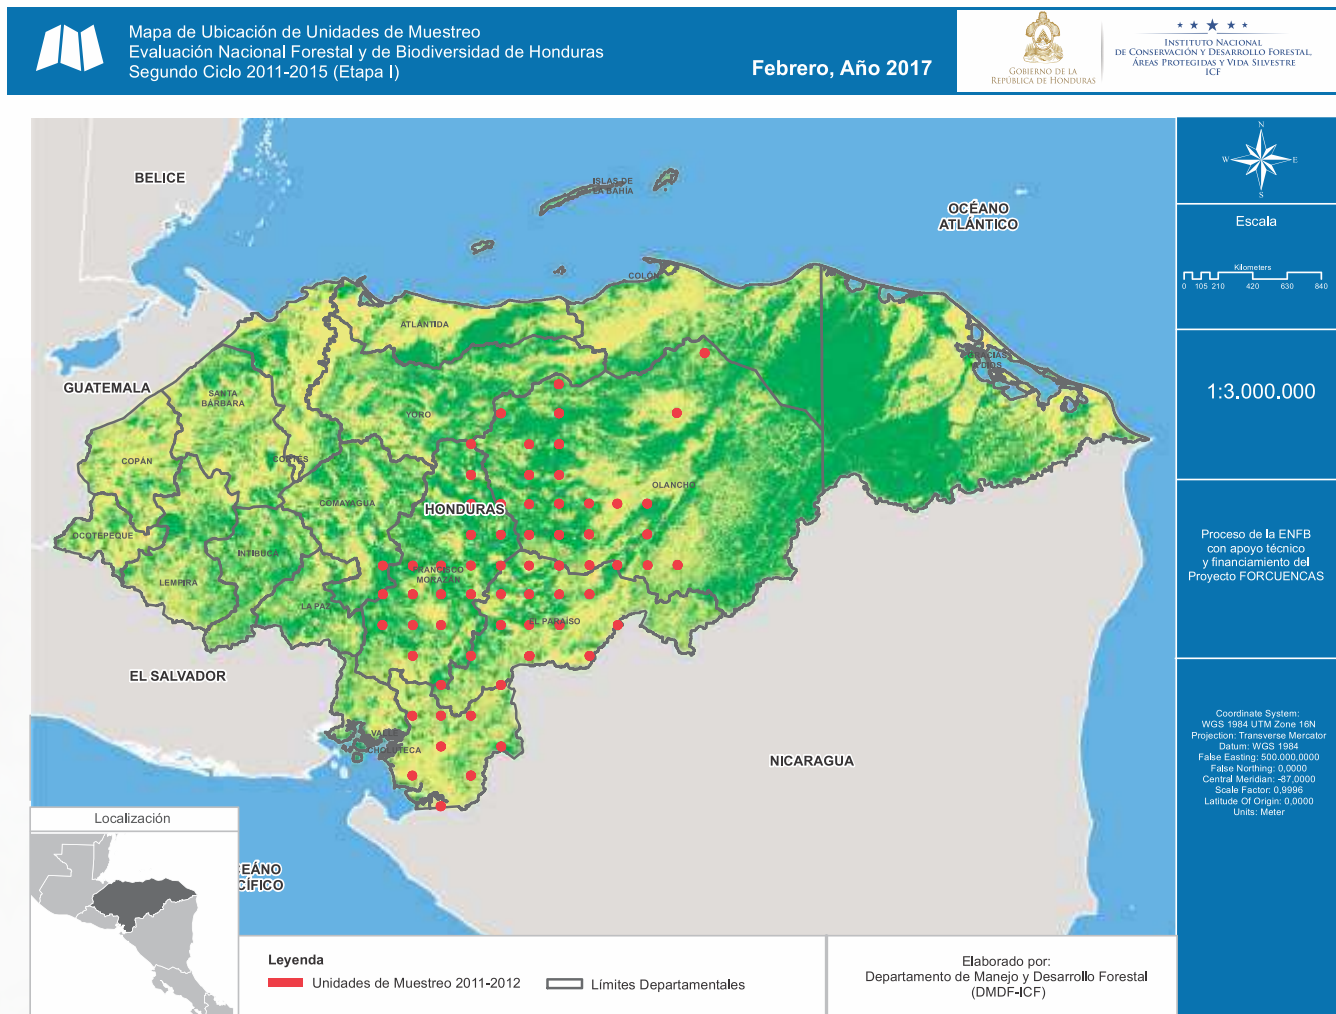 Mapa de Ubicación de Unidades de Muestreo
Evaluación Nacional Forestal y de Biodiversidad de Honduras
Segundo Ciclo 2011-2015 (Etapa I)
Febrero, Año 2017
GOBIERNO DE LA
REPÚBLICA DE HONDURAS
INSTITUTO NACIONAL
DE CONSERVACIÓN Y DESARROLLO FORESTAL,
ÁREAS PROTEGIDAS Y VIDA SILVESTRE
ICF
BELICE
ISLAS DE
LA BAHÍA
OCÉANO
ATLÁNTICO
COLÓN
ATLANTIDA
GRACIAS
A DIOS
GUATEMALA
SANTA
BÁRBARA
YORO
COPÁN
CORTÉS
OLANCHO
COMAYAGUA
HONDURAS
OCOTEPEQUE
INTIBUCA
FRANCISCO
MORAZÁN
LEMPIRA
LA PAZ
EL PARAÍSO
EL SALVADOR
VALLE
CHOLUTECA
NICARAGUA
EÁNO
CÍFICO
N
W
E
S
Escala
Kilometers
0 105 210 420 630 840
1:3.000.000
Proceso de la ENFB
con apoyo técnico
y financiamiento del
Proyecto FORCUENCAS
Coordinate System:
WGS 1984 UTM Zone 16N
Projection: Transverse Mercator
Datum: WGS 1984
False Easting: 500.000,0000
False Northing: 0,0000
Central Meridian: -87,0000
Scale Factor: 0,9996
Latitude Of Origin: 0,0000
Units: Meter
Localización
Leyenda
Unidades de Muestreo 2011-2012
Límites Departamentales
Elaborado por:
Departamento de Manejo y Desarrollo Forestal
(DMDF-ICF)